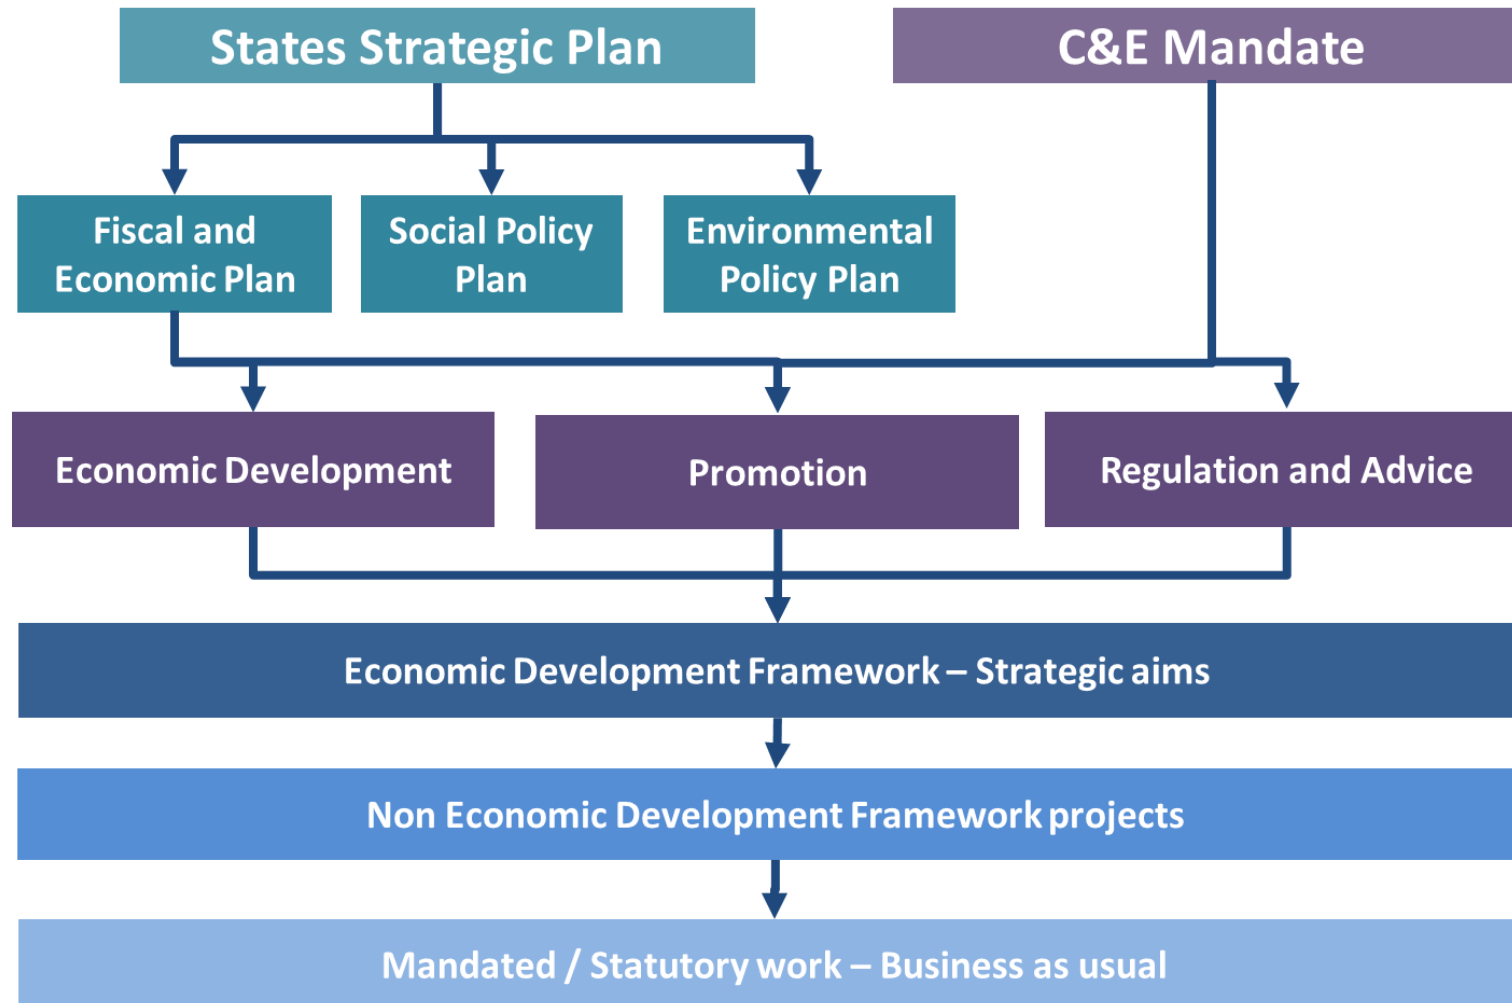 States Strategic Plan
C&E Mandate
Fiscal and
Economic Plan
Social Policy
Plan
Environmental
Policy Plan
Economic Development
Promotion
Regulation and Advice
Economic Development Framework – Strategic aims
Non Economic Development Framework projects
Mandated / Statutory work – Business as usual